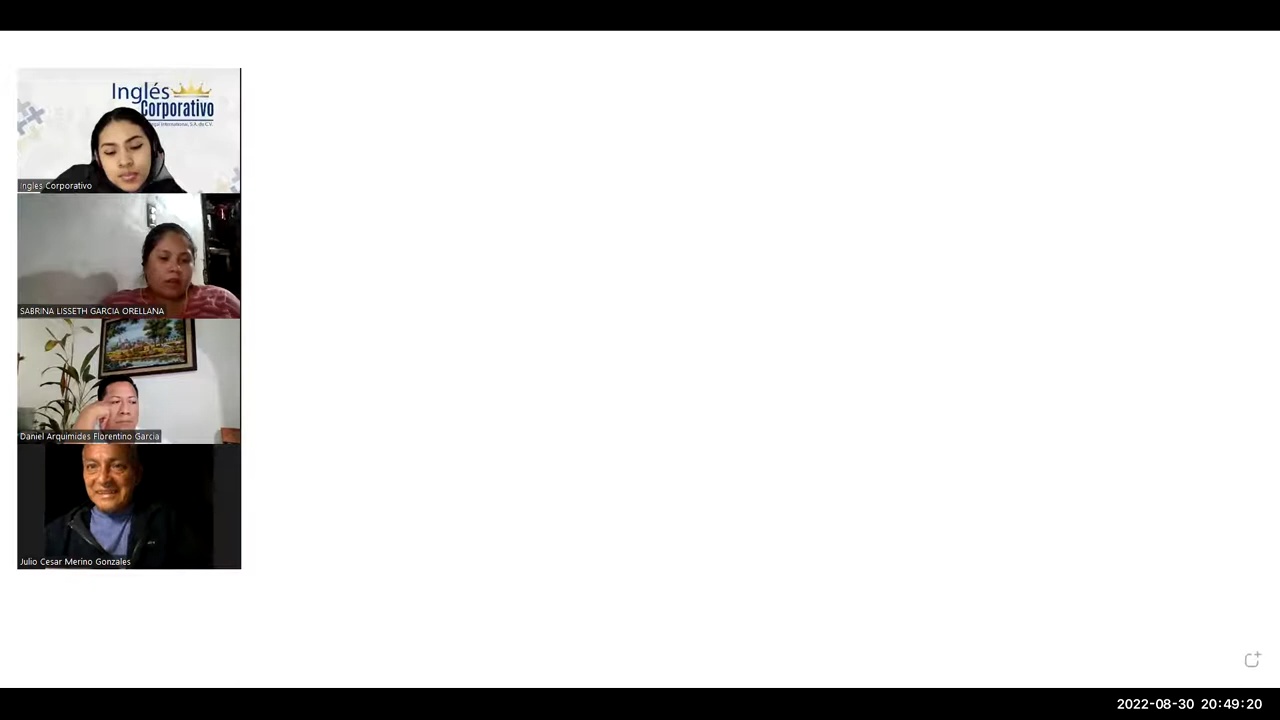 Inglés
Corporativo
Ingles Corporativo
SABRINA LISSETH GARCIA ORELLANA
Daniel Arquimides Florentino Garcia
Julio Cesar Merino Gonzales
2022-08-30 20:49:20